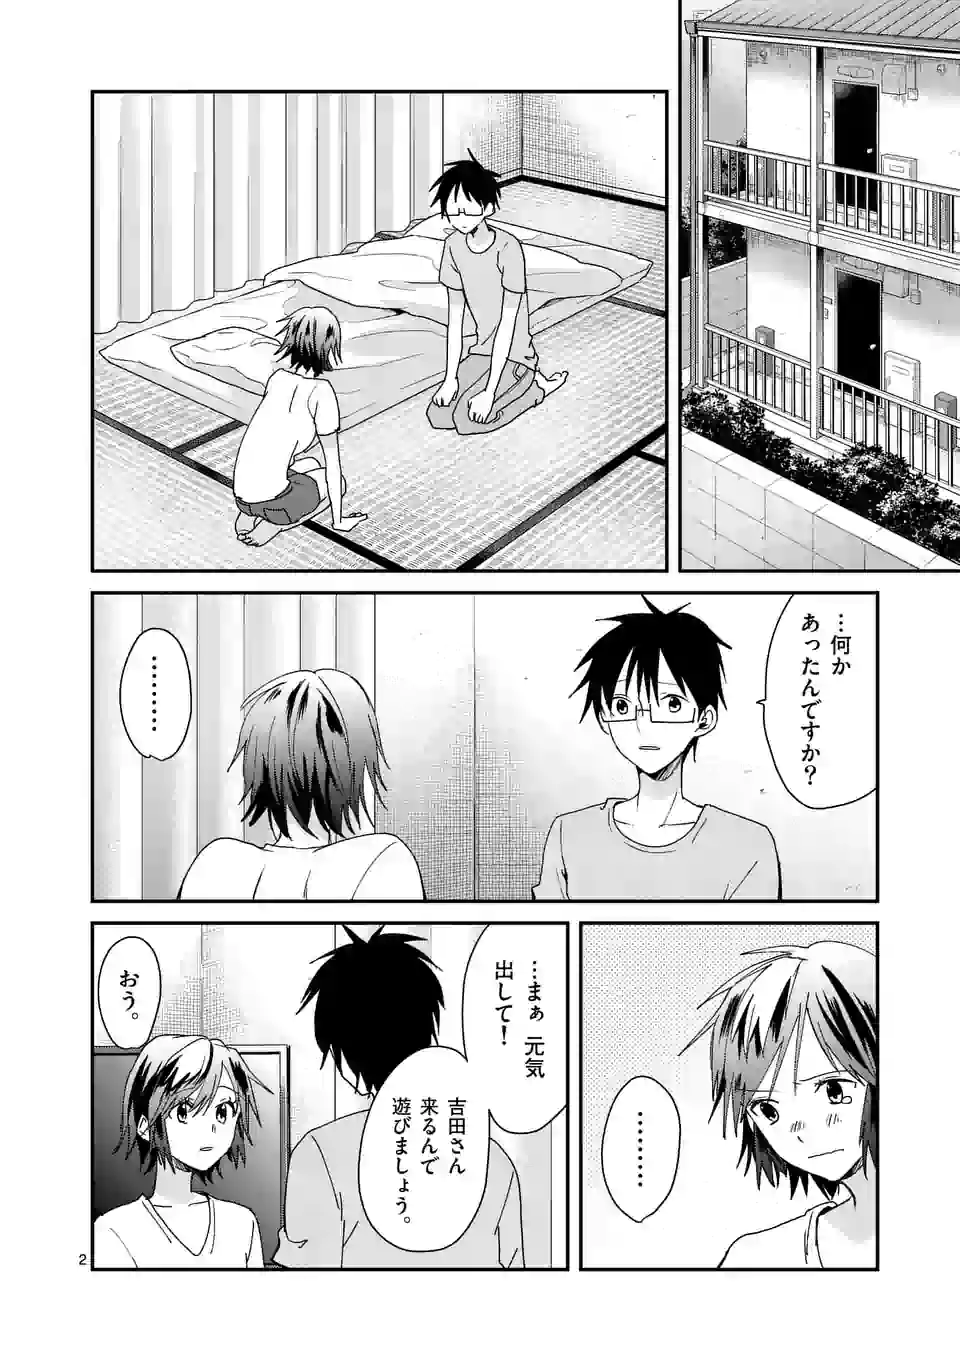 …何か
あったんですか？
………
………
…まぁ 元気
出して！
吉田さん
来るんで
遊びましょう。
おう。
2